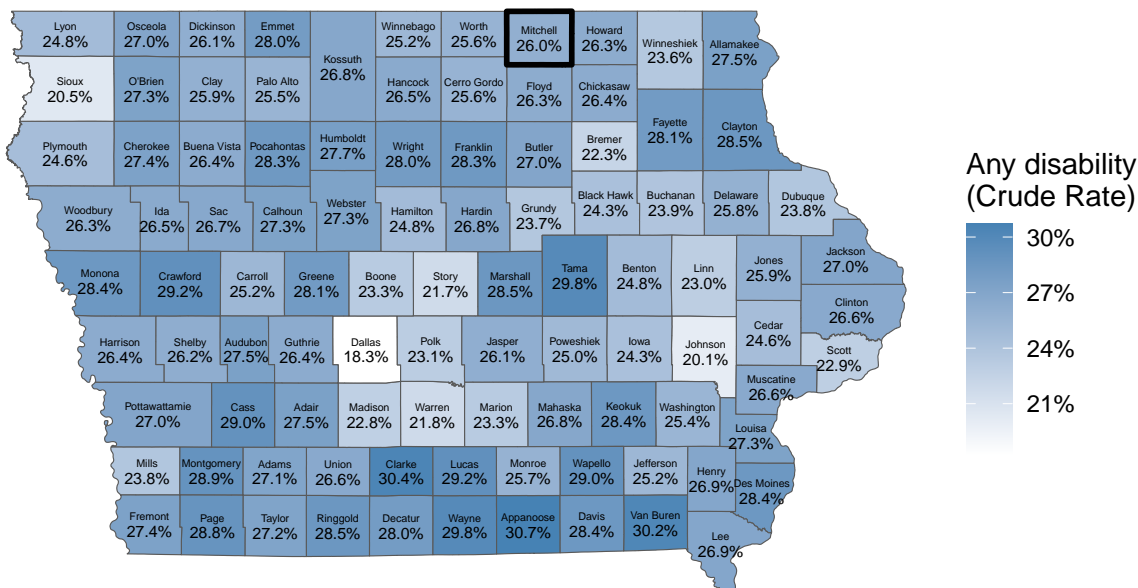 Lyon
24.8%
Osceola
27.0%
Dickinson
26.1%
Emmet
28.0%
Kossuth
26.8%
Winnebago
25.2%
Worth
25.6%
Mitchell
26.0%
Howard
26.3%
Winneshiek
23.6%
Allamakee
27.5%
Sioux
20.5%
O'Brien
27.3%
Clay
25.9%
Palo Alto
25.5%
Hancock
26.5%
Cerro Gordo
25.6%
Floyd
26.3%
Chickasaw
26.4%
Plymouth
24.6%
Cherokee
27.4%
Buena Vista
26.4%
Pocahontas
28.3%
Humboldt
27.7%
Wright
28.0%
Franklin
28.3%
Butler
27.0%
Bremer
22.3%
Fayette
28.1%
Clayton
28.5%
Woodbury
26.3%
Ida
26.5%
Sac
26.7%
Calhoun
27.3%
Webster
27.3%
Hamilton
24.8%
Hardin
26.8%
Grundy
23.7%
Black Hawk
24.3%
Buchanan
23.9%
Delaware
25.8%
Dubuque
23.8%
Monona
28.4%
Crawford
29.2%
Carroll
25.2%
Greene
28.1%
Boone
23.3%
Story
21.7%
Marshall
28.5%
Tama
29.8%
Benton
24.8%
Linn
23.0%
Jones
25.9%
Jackson
27.0%
Clinton
26.6%
Harrison
26.4%
Shelby
26.2%
Audubon
27.5%
Guthrie
26.4%
Dallas
18.3%
Polk
23.1%
Jasper
26.1%
Poweshiek
25.0%
Iowa
24.3%
Johnson
20.1%
Cedar
24.6%
Scott
22.9%
Muscatine
26.6%
Pottawattamie
27.0%
Cass
29.0%
Adair
27.5%
Madison
22.8%
Warren
21.8%
Marion
23.3%
Mahaska
26.8%
Keokuk
28.4%
Washington
25.4%
Louisa
27.3%
Mills
23.8%
Montgomery
28.9%
Adams
27.1%
Union
26.6%
Clarke
30.4%
Lucas
29.2%
Monroe
25.7%
Wapello
29.0%
Jefferson
25.2%
Henry
26.9%
Des Moines
28.4%
Fremont
27.4%
Page
28.8%
Taylor
27.2%
Ringgold
28.5%
Decatur
28.0%
Wayne
29.8%
Appanoose
30.7%
Davis
28.4%
Van Buren
30.2%
Lee
26.9%
Any disability
(Crude Rate)
30%
27%
24%
21%